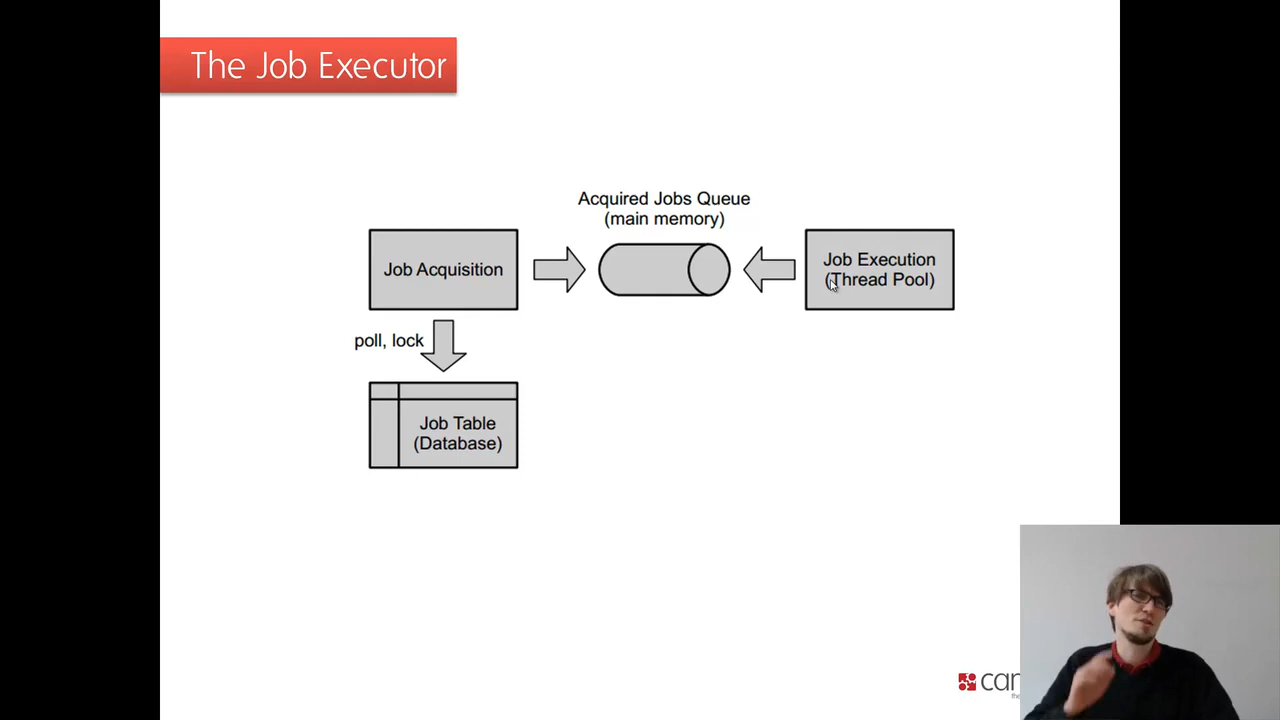 The Job Executor
Acquired Jobs Queue
(main memory)
Job Acquisition
Job Execution
(Thread Pool)
poll, lock
Job Table
(Database)